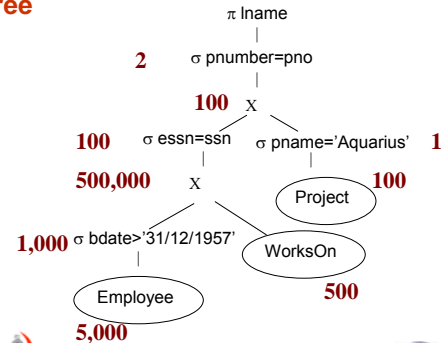 ree
π lname
2 σ pnumber=pno
100 X
100 σ essn=ssn σ pname='Aquarius' 1
500,000 X Project 100
1,000 σ bdate>'31/12/1957' WorksOn
Employee 500
5,000